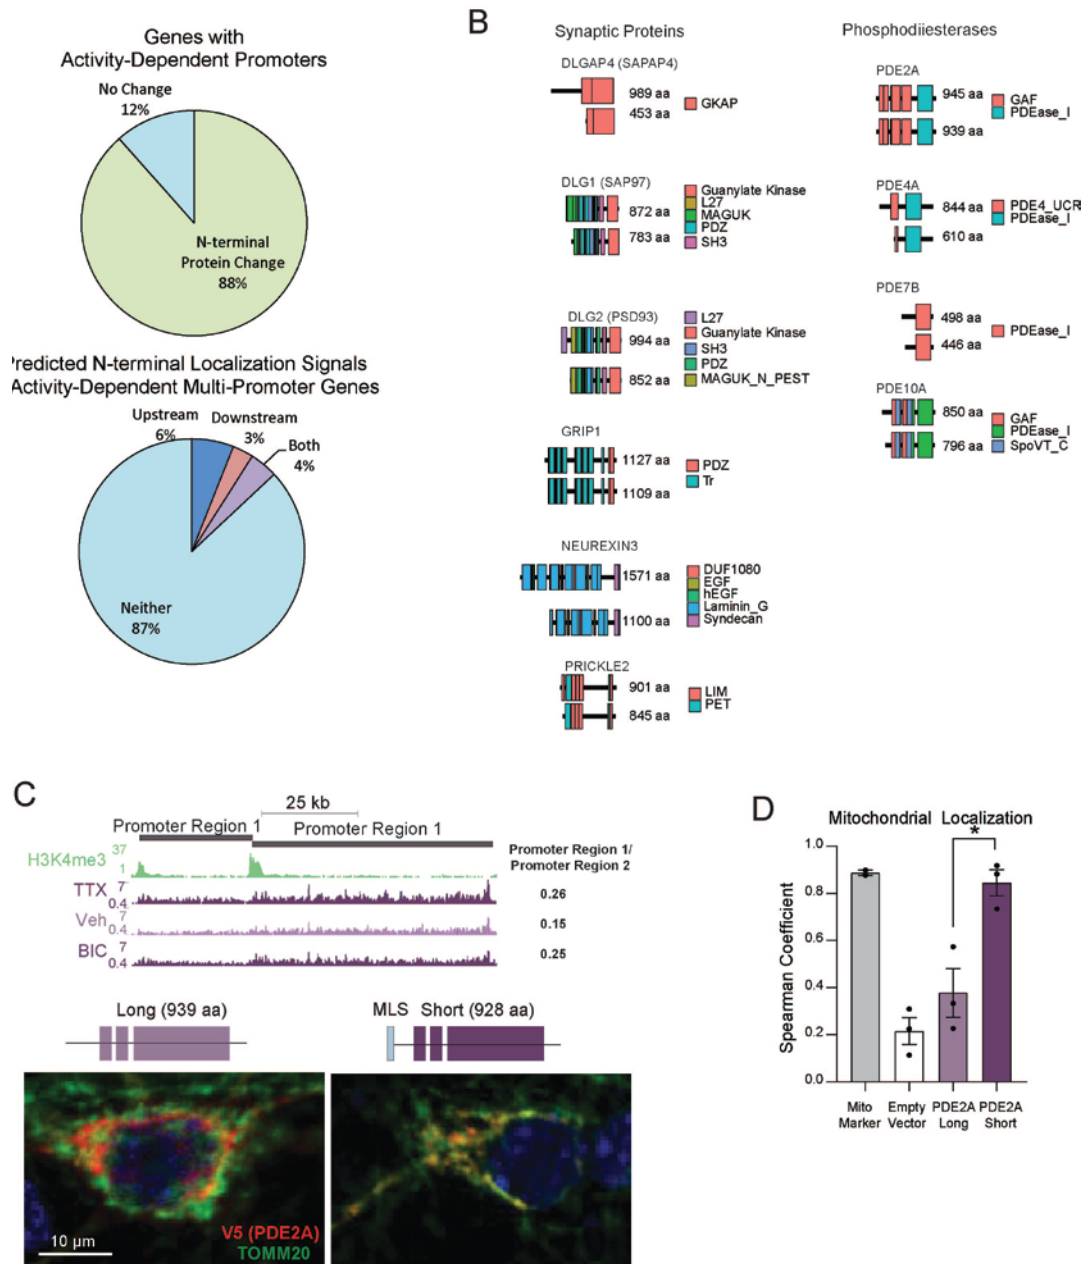 Genes with
Activity-Dependent Promoters
No Change
12%
N-terminal
Protein Change
88%
redicted N-terminal Localization Signals
Activity-Dependent Multi-Promoter Genes
Upstream
6%
Downstream
3%
Both
4%
Neither
87%
B
Synaptic Proteins
DLGAP4 (SAPAP4)
989 aa
453 aa
GKAP
DLG1 (SAP97)
872 aa
783 aa
Guanylate Kinase
L27
MAGUK
PDZ
SH3
DLG2 (PSD93)
994 aa
852 aa
L27
Guanylate Kinase
SH3
PDZ
MAGUK_N_PEST
GRIP1
1127 aa
1109 aa
PDZ
Tr
NEUREXIN3
1571 aa
1100 aa
DUF1080
EGF
hEGF
Laminin_G
Syndecan
PRICKLE2
901 aa
845 aa
LIM
PET
Phosphodiiesterases
PDE2A
945 aa
939 aa
GAF
PDEase_I
PDE4A
844 aa
610 aa
PDE4_UCR
PDEase_I
PDE7B
498 aa
446 aa
PDEase_I
PDE10A
850 aa
796 aa
GAF
PDEase_I
SpoVT_C
C
25 kb
Promoter Region 1
Promoter Region 1
Promoter Region 1/
Promoter Region 2
H3K4me3 37
1
TTX 7
0.4
0.26
Veh 7
0.4
0.15
BIC 7
0.4
0.25
Long (939 aa)
MLS Short (928 aa)
10 µm
V5 (PDE2A)
TOMM20
D
Mitochondrial Localization
*
Spearman Coefficient
1.0
0.8
0.6
0.4
0.2
0.0
Mito
Marker
Empty
Vector
PDE2A
Long
PDE2A
Short